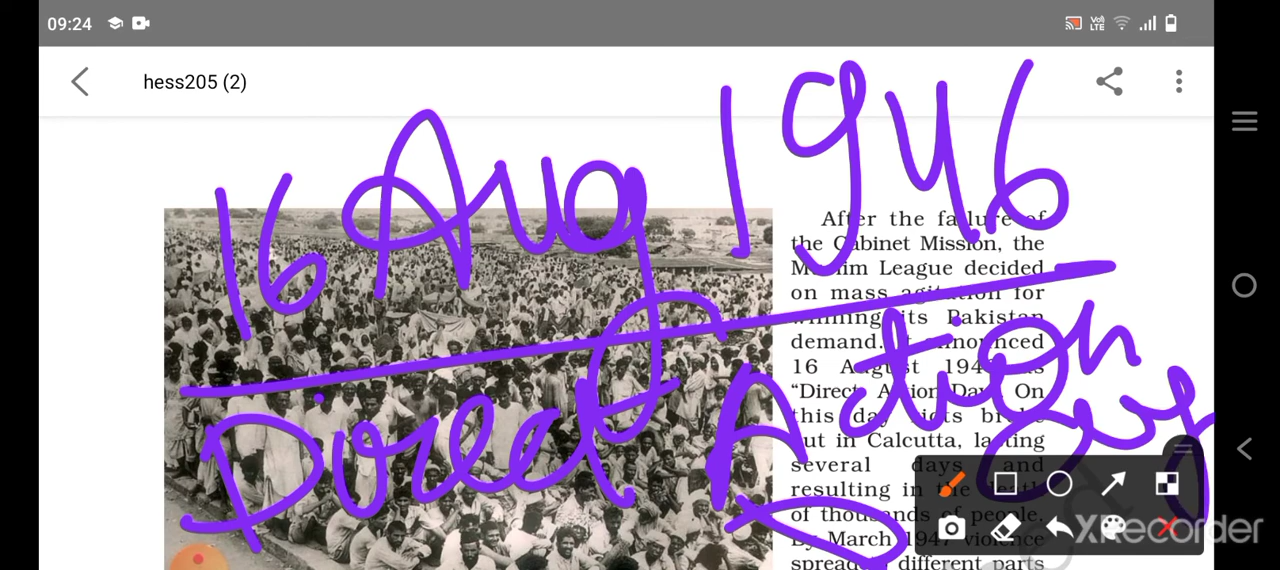 09:24
Vo)
LTE
hess205 (2)
16 Aug 1946
Direct Action Day
After the failure of
the Cabinet Mission, the
Muslim League decided
on mass agitation for
winning its Pakistan
demand. It announced
16 August 1946 as
“Direct Action Day”. On
this day riots broke
out in Calcutta, lasting
several days and
resulting in the death
of thousands of people.
By March 1947 violence
spread to different parts
XRecorder